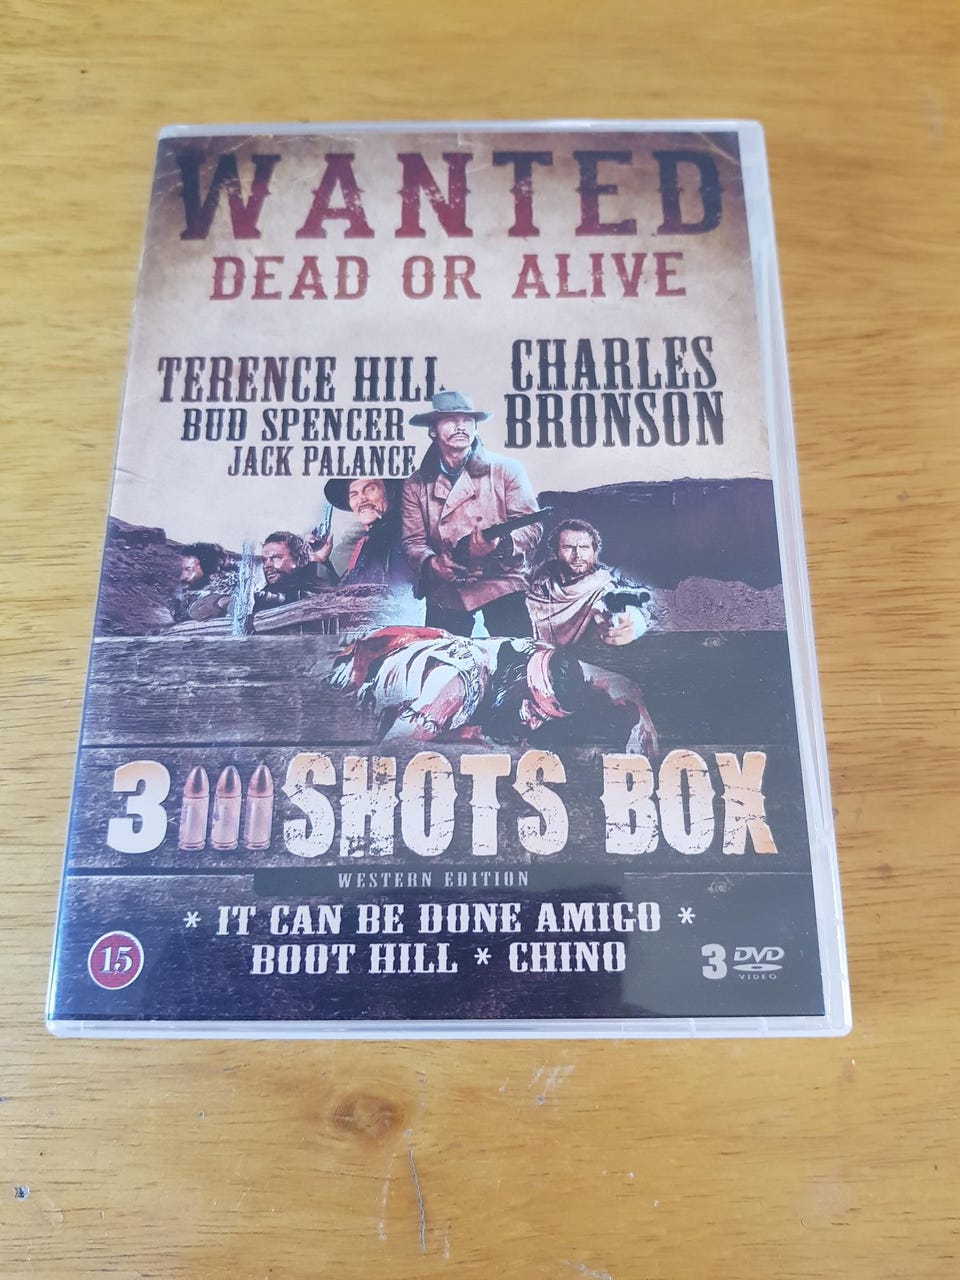 WANTED
DEAD OR ALIVE
TERENCE HILL
BUD SPENCER
JACK PALANCE
CHARLES
BRONSON
3 SHOTS BOX
WESTERN EDITION
* IT CAN BE DONE AMIGO *
BOOT HILL * CHINO
15
3 DVD
VIDEO